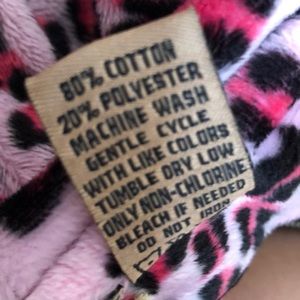 80% COTTON
20% POLYESTER
MACHINE WASH
GENTLE CYCLE
WITH LIKE COLORS
TUMBLE DRY LOW
ONLY NON-CHLORINE
BLEACH IF NEEDED
DO NOT IRON